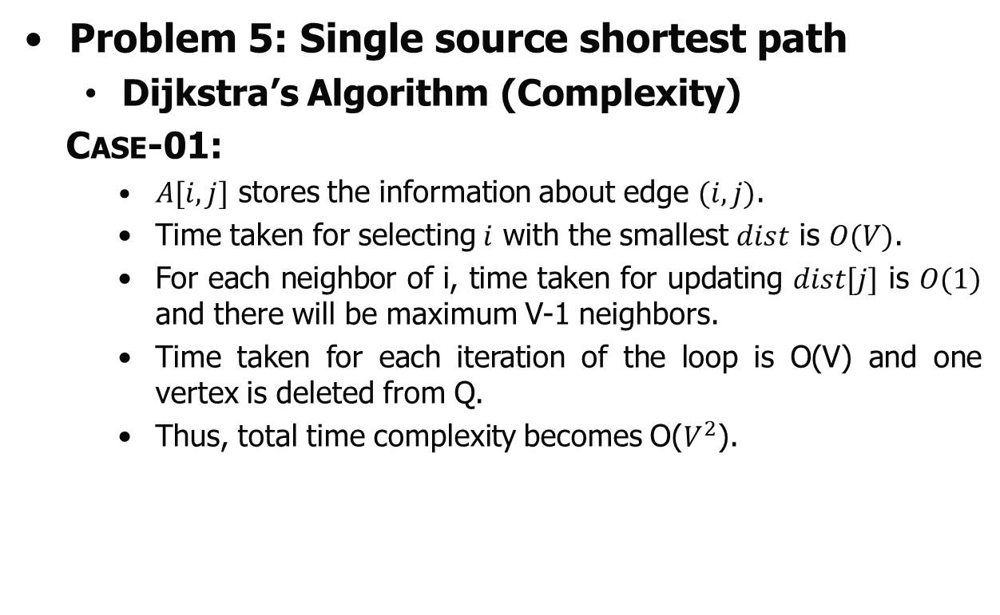 • Problem 5: Single source shortest path
• Dijkstra’s Algorithm (Complexity)
CASE-01:
• A[i, j] stores the information about edge (i, j).
• Time taken for selecting i with the smallest dist is O(V).
• For each neighbor of i, time taken for updating dist[j] is O(1)
and there will be maximum V-1 neighbors.
• Time taken for each iteration of the loop is O(V) and one
vertex is deleted from Q.
• Thus, total time complexity becomes O(V²).